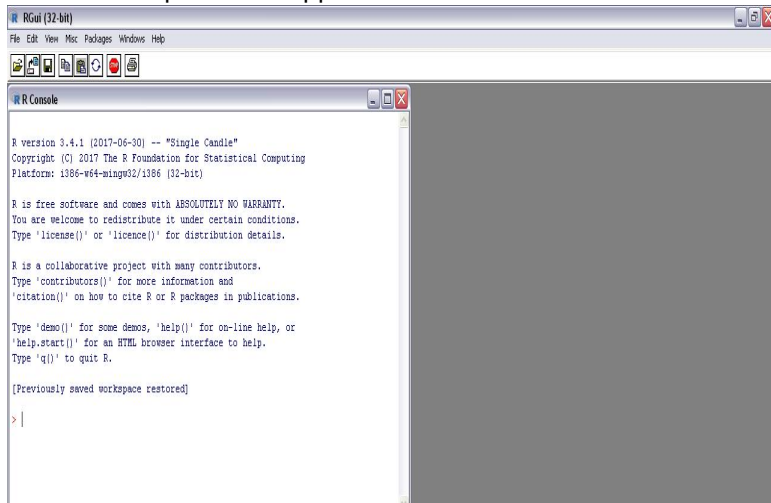 R RGui (32-bit)
File Edit View Misc Packages Windows Help
STOP
R R Console
R version 3.4.1 (2017-06-30) -- "Single Candle"
Copyright (C) 2017 The R Foundation for Statistical Computing
Platform: i386-w64-mingw32/i386 (32-bit)
R is free software and comes with ABSOLUTELY NO WARRANTY.
You are welcome to redistribute it under certain conditions.
Type 'license()' or 'licence()' for distribution details.
R is a collaborative project with many contributors.
Type 'contributors()' for more information and
'citation()' on how to cite R or R packages in publications.
Type 'demo()' for some demos, 'help()' for on-line help, or
'help.start()' for an HTML browser interface to help.
Type 'q()' to quit R.
[Previously saved workspace restored]
>